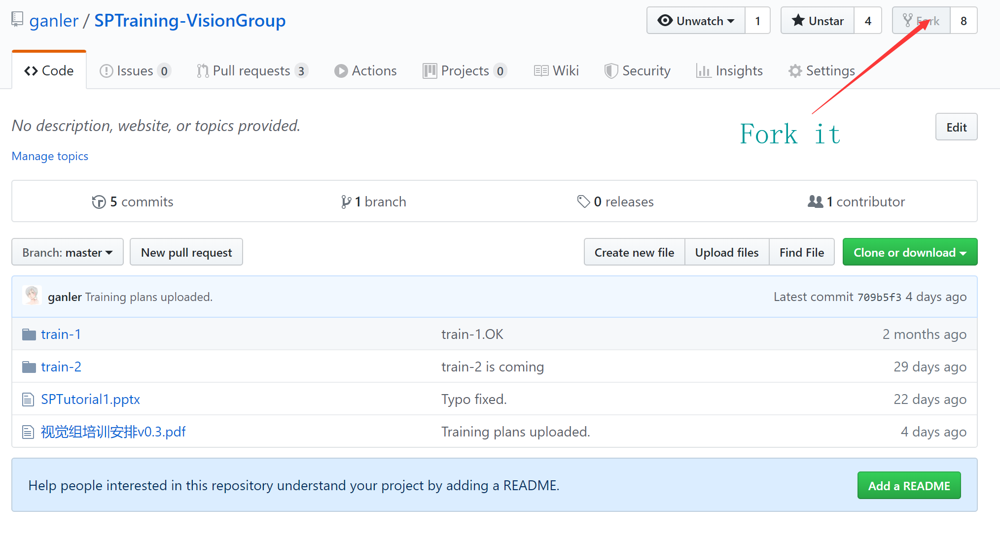 ganler / SPTraining-VisionGroup
Unwatch 1 Unstar 4 Fork 8
Code Issues 0 Pull requests 3 Actions Projects 0 Wiki Security Insights Settings
No description, website, or topics provided.
Fork it
Edit
Manage topics
5 commits 1 branch 0 releases 1 contributor
Branch: master New pull request Create new file Upload files Find File Clone or download
ganler Training plans uploaded. Latest commit 709b5f3 4 days ago
train-1 train-1.OK 2 months ago
train-2 train-2 is coming 29 days ago
SPTutorial1.pptx Typo fixed. 22 days ago
视觉组培训安排v0.3.pdf Training plans uploaded. 4 days ago
Help people interested in this repository understand your project by adding a README. Add a README